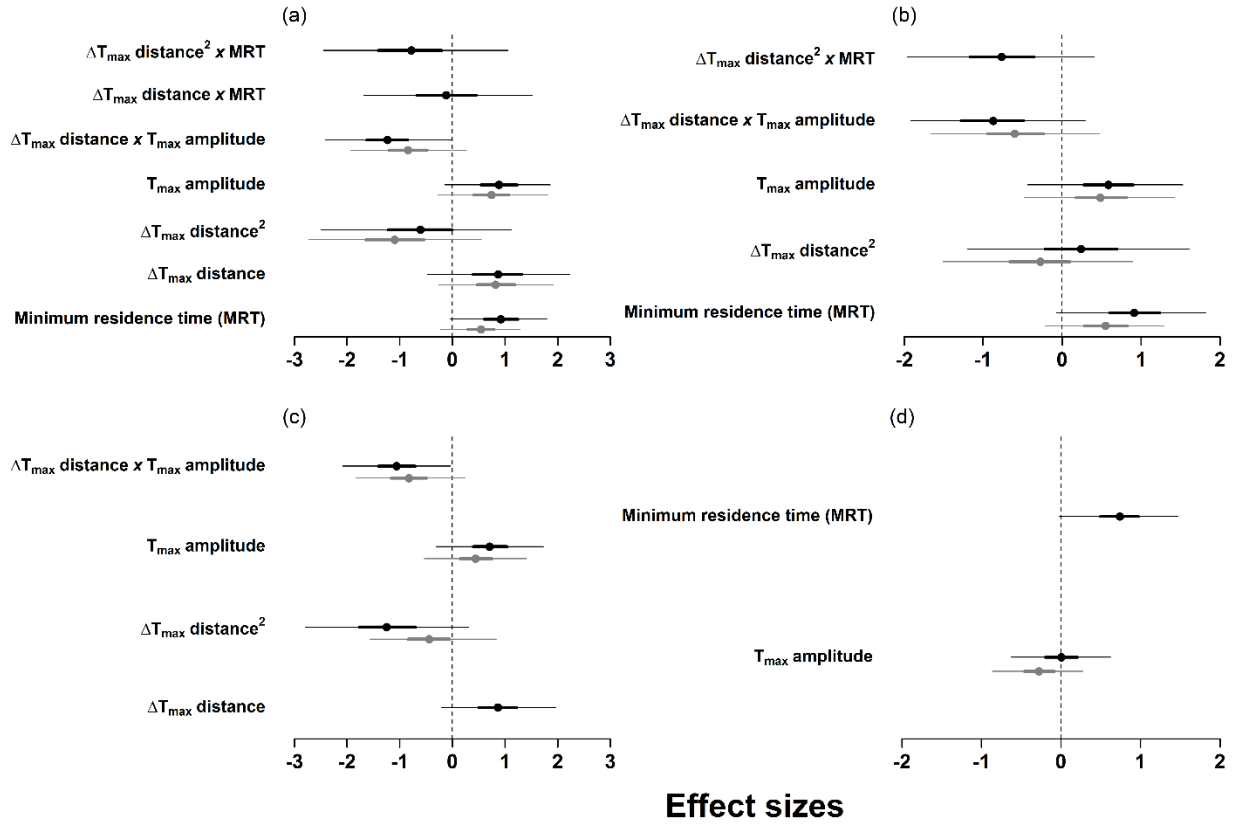 (a)
ΔTmax distance² x MRT
ΔTmax distance x MRT
ΔTmax distance x Tmax amplitude
Tmax amplitude
ΔTmax distance²
ΔTmax distance
Minimum residence time (MRT)
-3 -2 -1 0 1 2 3
(b)
ΔTmax distance² x MRT
ΔTmax distance x Tmax amplitude
Tmax amplitude
ΔTmax distance²
Minimum residence time (MRT)
-2 -1 0 1 2
(c)
ΔTmax distance x Tmax amplitude
Tmax amplitude
ΔTmax distance²
ΔTmax distance
-3 -2 -1 0 1 2 3
(d)
Minimum residence time (MRT)
Tmax amplitude
-2 -1 0 1 2
Effect sizes